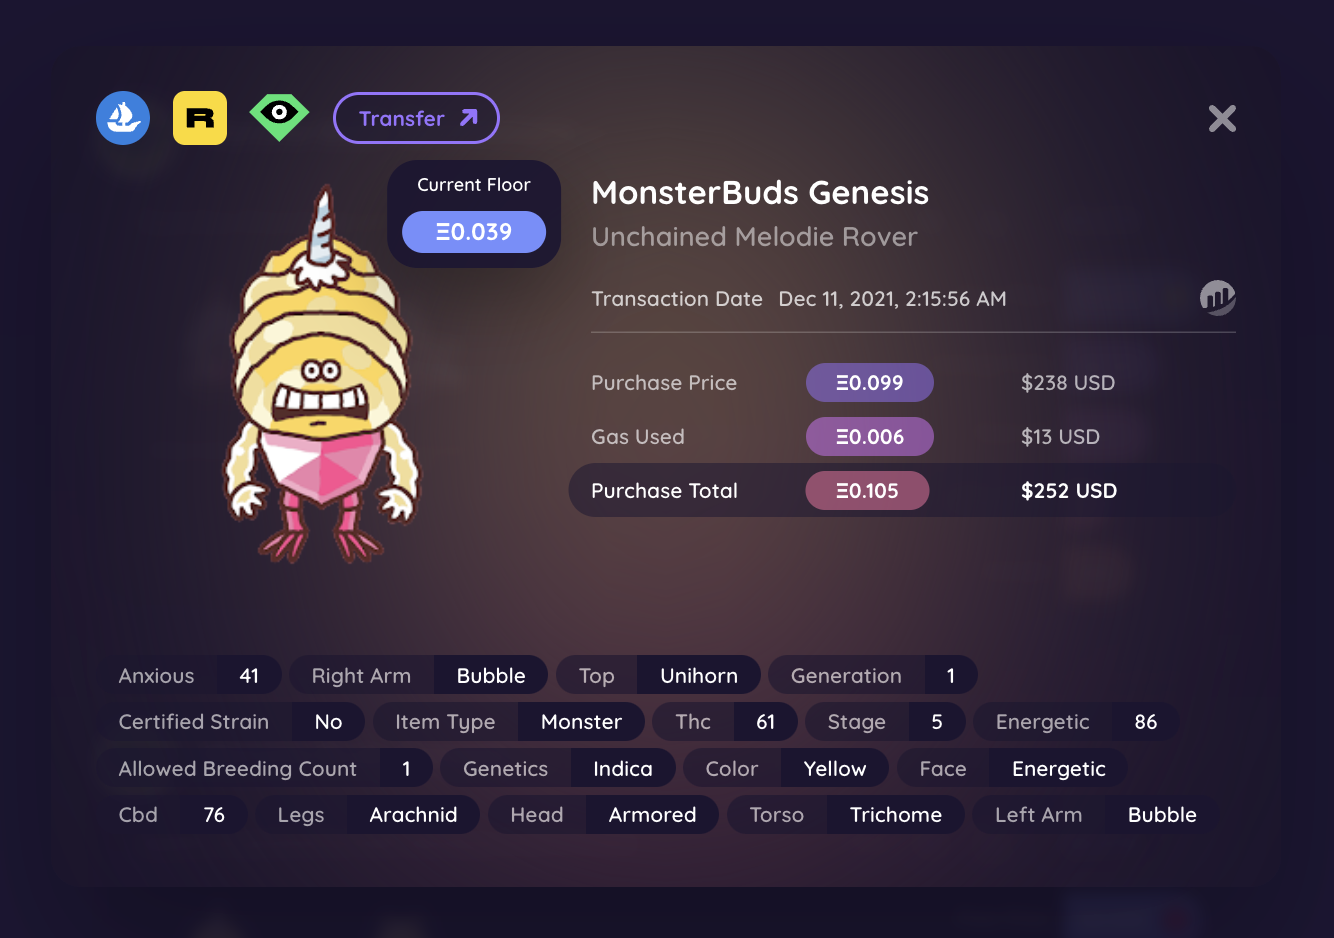 R
Transfer
Current Floor
Ξ0.039
MonsterBuds Genesis
Unchained Melodie Rover
Transaction Date Dec 11, 2021, 2:15:56 AM
Purchase Price Ξ0.099 $238 USD
Gas Used Ξ0.006 $13 USD
Purchase Total Ξ0.105 $252 USD
Anxious 41 Right Arm Bubble Top Unihorn Generation 1
Certified Strain No Item Type Monster Thc 61 Stage 5 Energetic 86
Allowed Breeding Count 1 Genetics Indica Color Yellow Face Energetic
Cbd 76 Legs Arachnid Head Armored Torso Trichome Left Arm Bubble